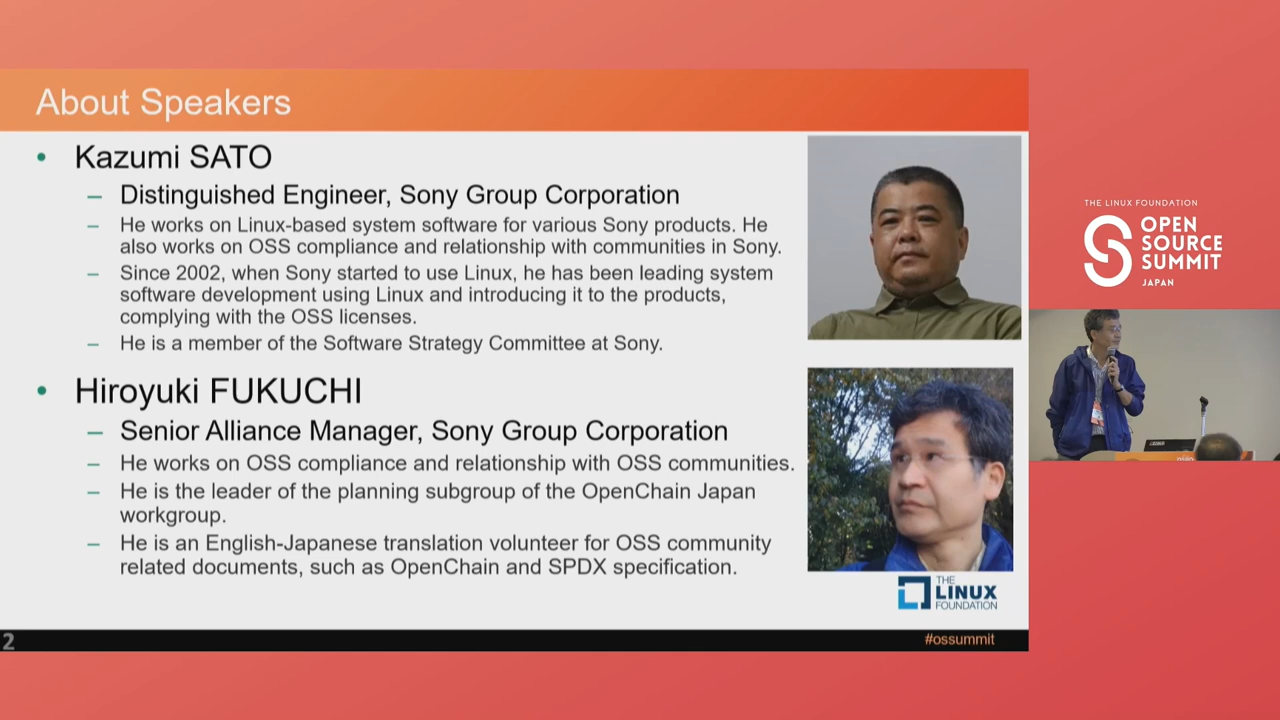 About Speakers
• Kazumi SATO
– Distinguished Engineer, Sony Group Corporation
– He works on Linux-based system software for various Sony products. He
also works on OSS compliance and relationship with communities in Sony.
– Since 2002, when Sony started to use Linux, he has been leading system
software development using Linux and introducing it to the products,
complying with the OSS licenses.
– He is a member of the Software Strategy Committee at Sony.
• Hiroyuki FUKUCHI
– Senior Alliance Manager, Sony Group Corporation
– He works on OSS compliance and relationship with OSS communities.
– He is the leader of the planning subgroup of the OpenChain Japan
workgroup.
– He is an English-Japanese translation volunteer for OSS community
related documents, such as OpenChain and SPDX specification.
THE
LINUX
FOUNDATION
2
#ossummit
THE LINUX FOUNDATION
OPEN
SOURCE
SUMMIT
JAPAN